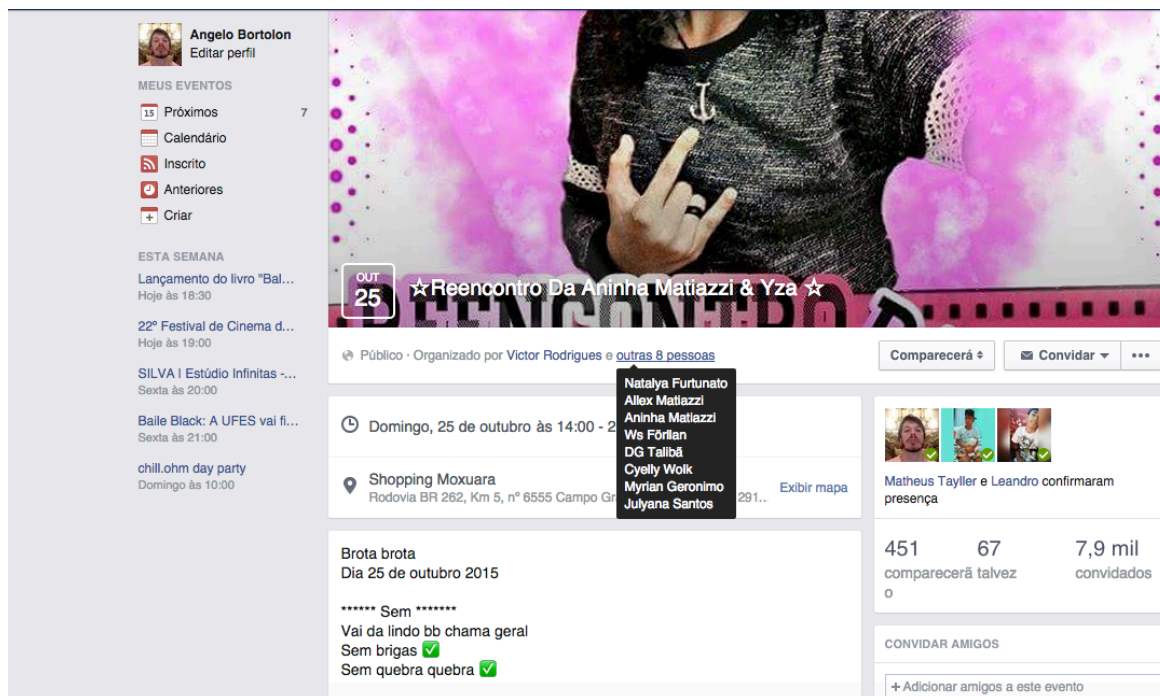 Angelo Bortolon
Editar perfil
MEUS EVENTOS
15 Próximos 7
Calendário
Inscrito
Anteriores
Criar
ESTA SEMANA
Lançamento do livro "Bal...
Hoje às 18:30
22º Festival de Cinema d...
Hoje às 19:00
SILVA | Estúdio Infinitas -...
Sexta às 20:00
Baile Black: A UFES vai fi...
Sexta às 21:00
chill.ohm day party
Domingo às 10:00
OUT
25
☆Reencontro Da Aninha Matiazzi & Yza ☆
REENCONTRO
Público · Organizado por Victor Rodrigues e outras 8 pessoas
Comparecerá
Convidar
Natalya Furtunato
Allex Matiazzi
Aninha Matiazzi
Ws Förllan
DG Talibã
Cyelly Wolk
Myrian Geronimo
Julyana Santos
Domingo, 25 de outubro às 14:00 - 2
Shopping Moxuara
Rodovia BR 262, Km 5, nº 6555 Campo Gr 291...
Exibir mapa
Brota brota
Dia 25 de outubro 2015
****** Sem *******
Vai da lindo bb chama geral
Sem brigas ✅
Sem quebra quebra ✅
Matheus Tayller e Leandro confirmaram
presença
451 67 7,9 mil
comparecerã talvez convidados
o
CONVIDAR AMIGOS
+ Adicionar amigos a este evento